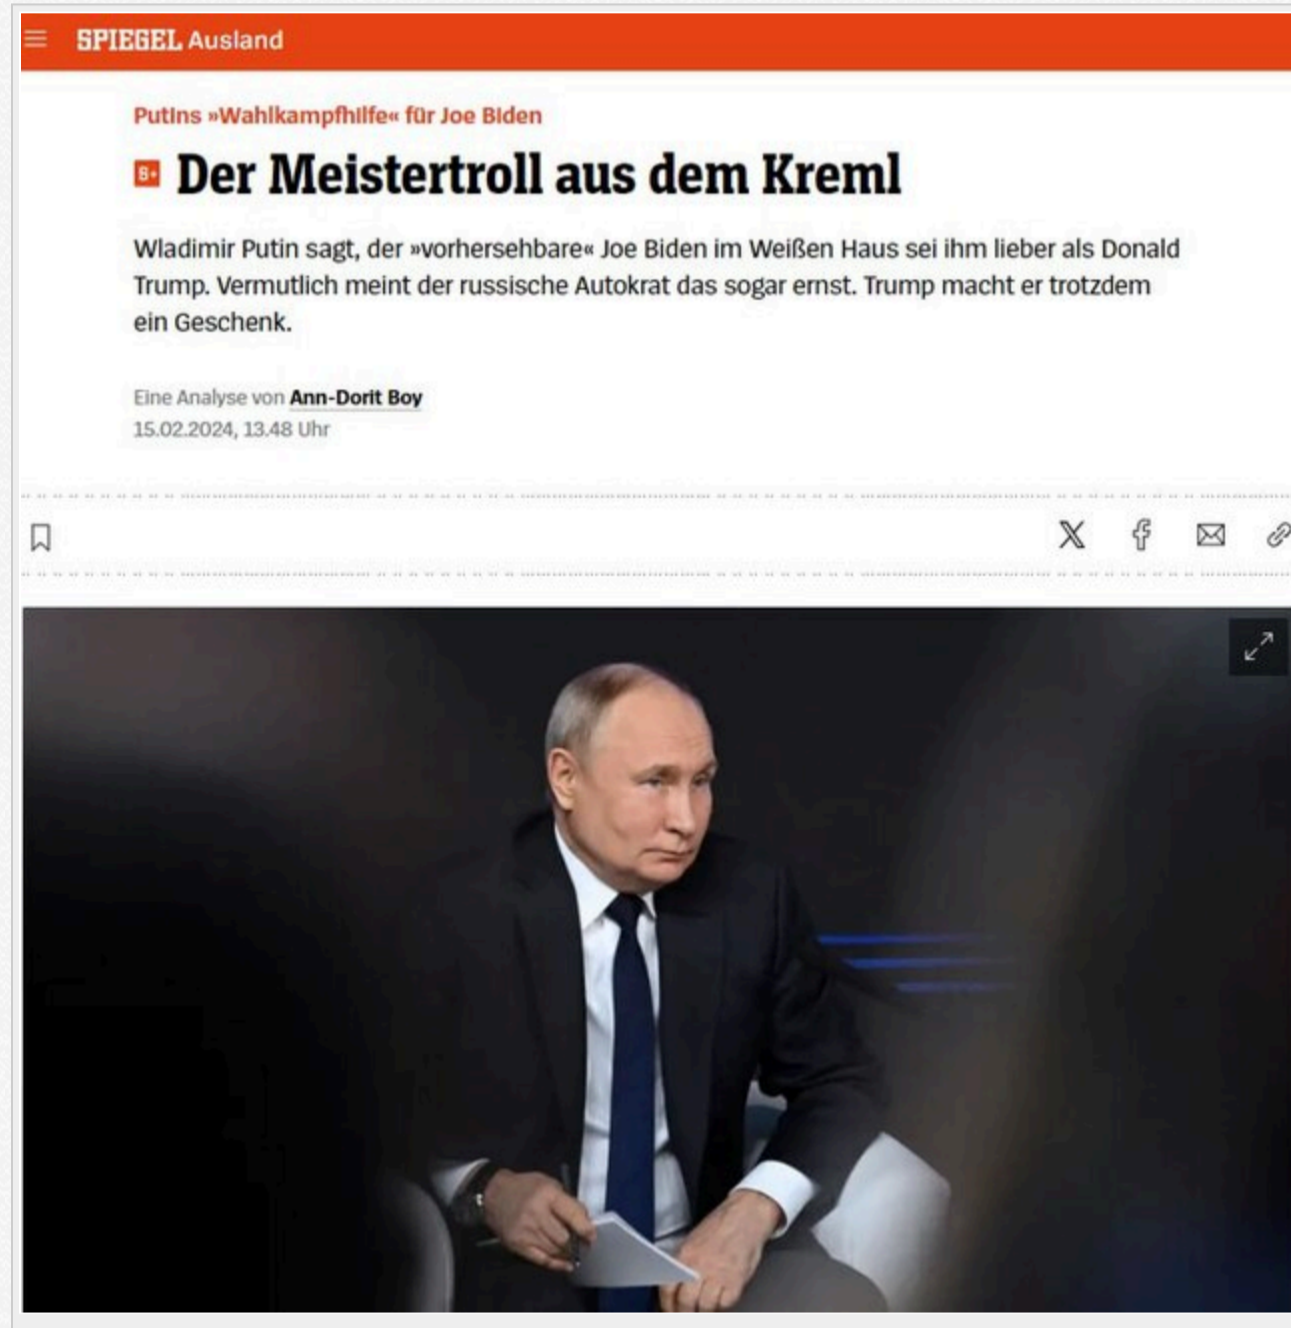 SPIEGEL Ausland
Putins »Wahlkampfhilfe« für Joe Biden
S+ Der Meistertroll aus dem Kreml
Wladimir Putin sagt, der »vorhersehbare« Joe Biden im Weißen Haus sei ihm lieber als Donald
Trump. Vermutlich meint der russische Autokrat das sogar ernst. Trump macht er trotzdem
ein Geschenk.
Eine Analyse von Ann-Dorit Boy
15.02.2024, 13.48 Uhr